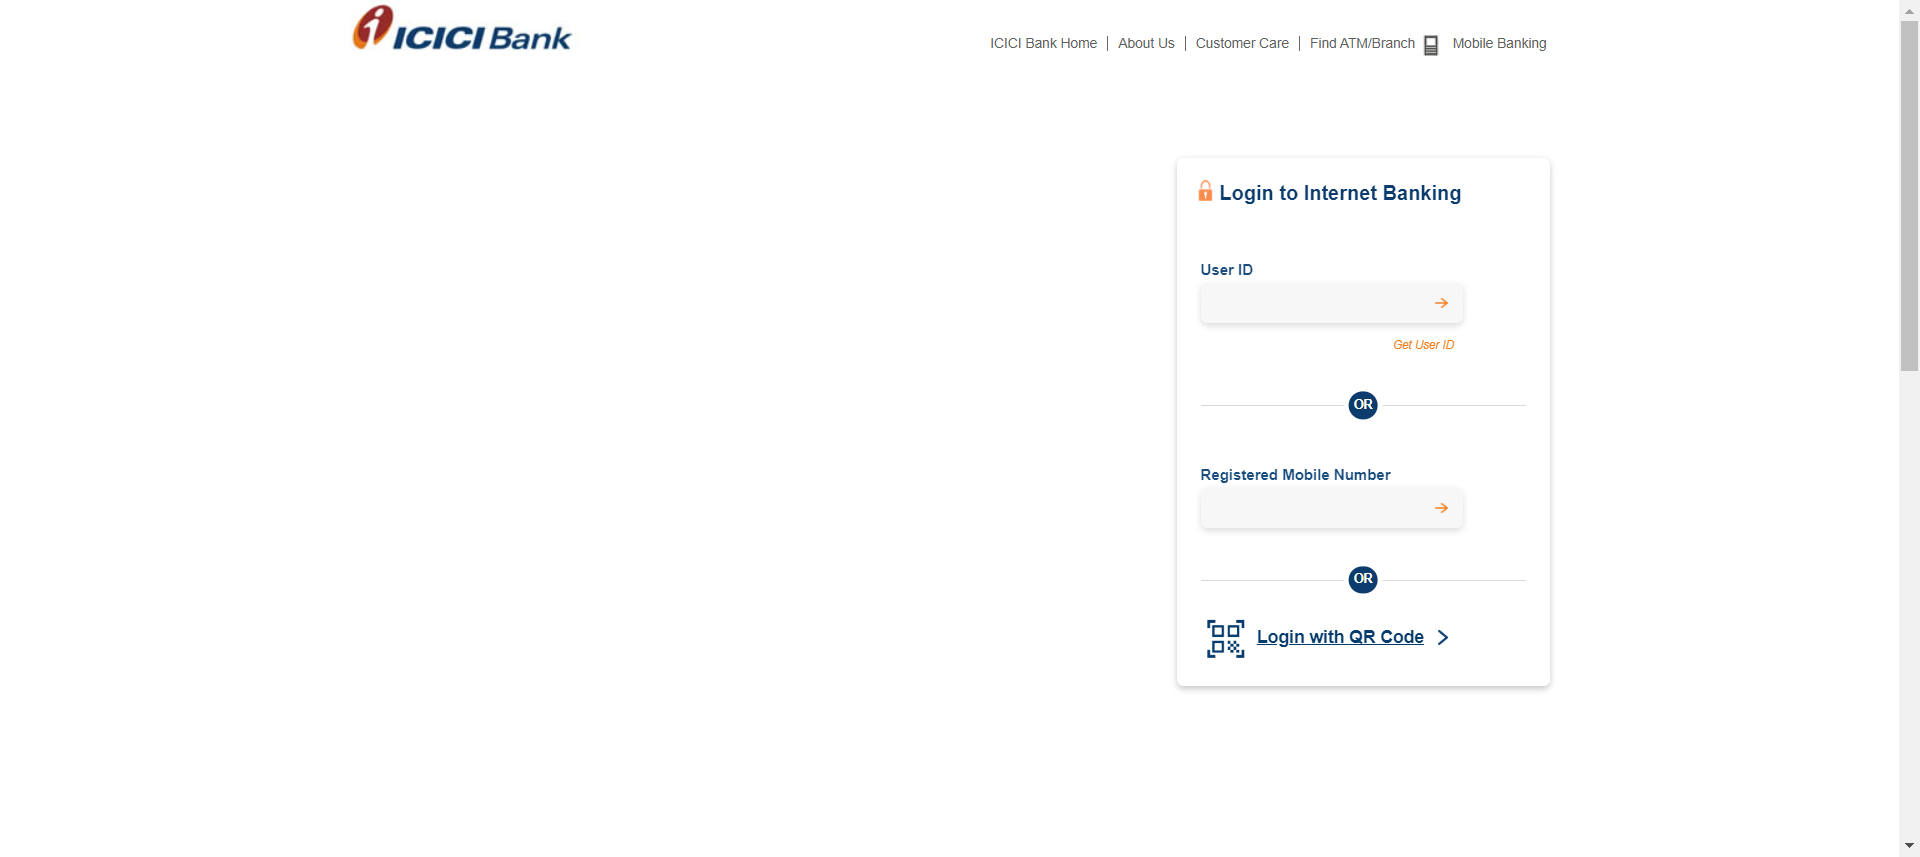 ICICI Bank
ICICI Bank Home | About Us | Customer Care | Find ATM/Branch Mobile Banking
Login to Internet Banking
User ID
Get User ID
OR
Registered Mobile Number
OR
Login with QR Code